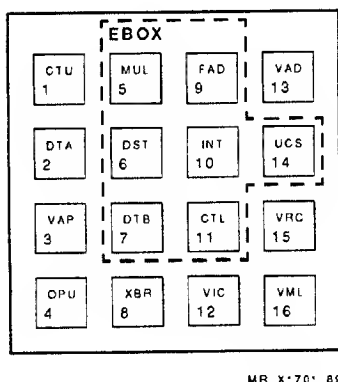 EBOX
CTU MUL FAD VAD
1 5 9 13
DTA DST INT UCS
2 6 10 14
VAP DTB CTL VRC
3 7 11 15
OPU XBR VIC VML
4 8 12 16